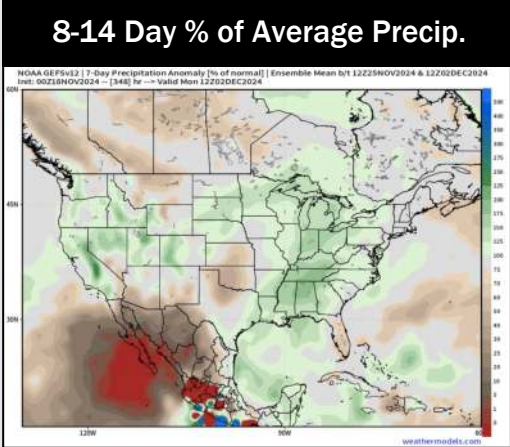 8-14 Day % of Average Precip.
NOAA GEFSv12 | 7-Day Precipitation Anomaly [% of normal] | Ensemble Mean b/t 12Z25NOV2024 & 12Z02DEC2024
Init: 00Z18NOV2024 -- [348] hr --> Valid Mon 12Z02DEC2024
60N
45N
30N
120W
90W
60
weathermodels.com